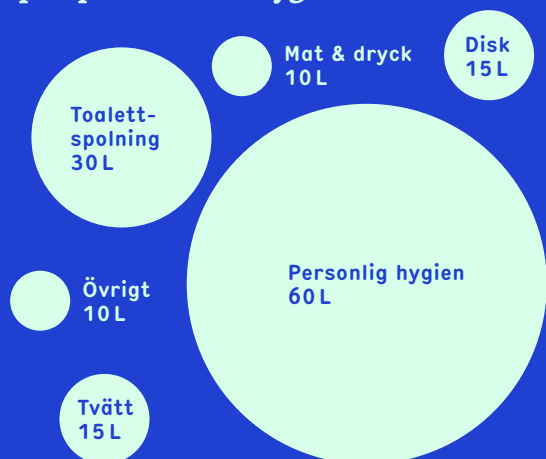 Mat & dryck
10 L
Disk
15 L
Toalett-
spolning
30 L
Personlig hygien
60 L
Övrigt
10 L
Tvätt
15 L